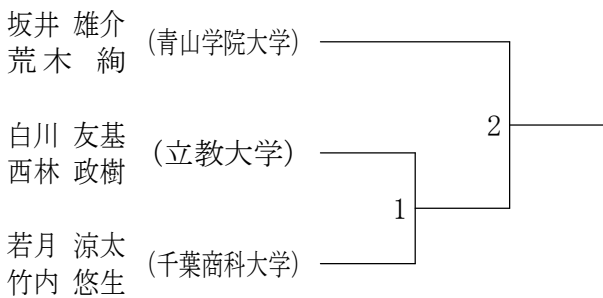 坂井 雄介
荒木 絢
(青山学院大学)
2
白川 友基
西林 政樹
(立教大学)
1
若月 涼太
竹内 悠生
(千葉商科大学)